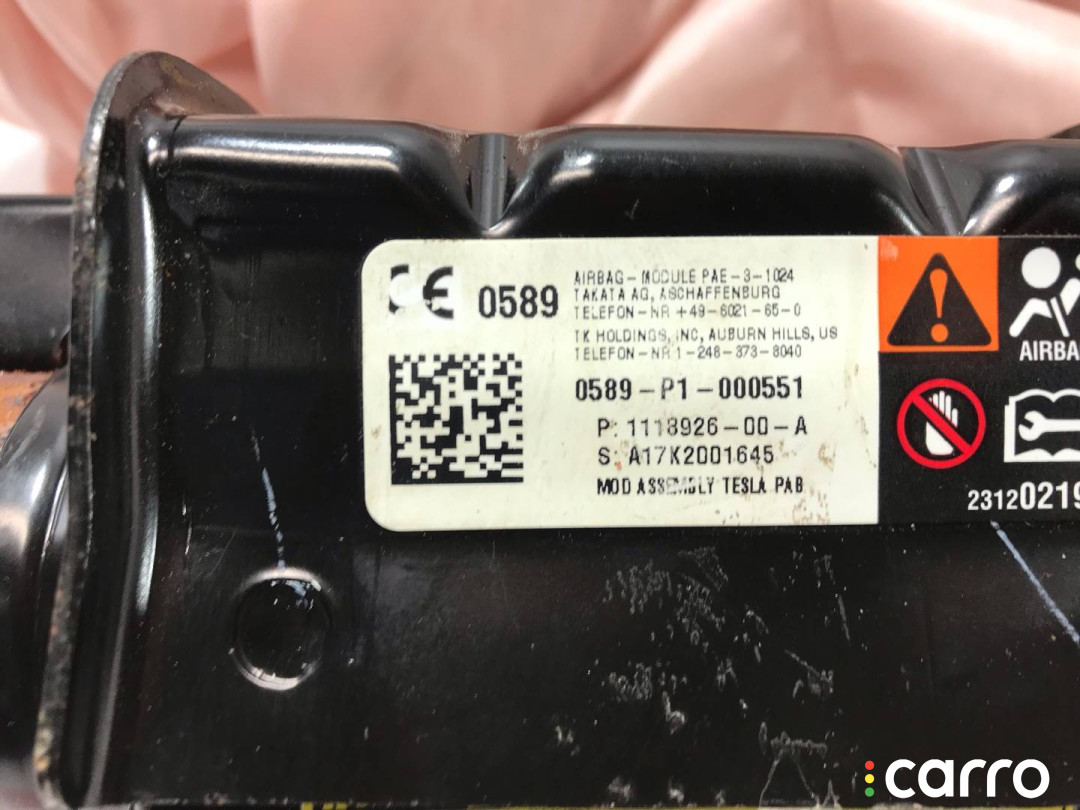 CE 0589
AIRBAG - MODULE PAE-3-1024
TAKATA AG, ASCHAFFENBURG
TELEFON-NR +49-6021-65-0
TK HOLDINGS, INC, AUBURN HILLS, US
TELEFON-NR 1-248-373-8040
0589-P1-000551
P: 1118926-00-A
S: A17K2001645
MOD ASSEMBLY TESLA PAB
AIRBA
23120219
carro